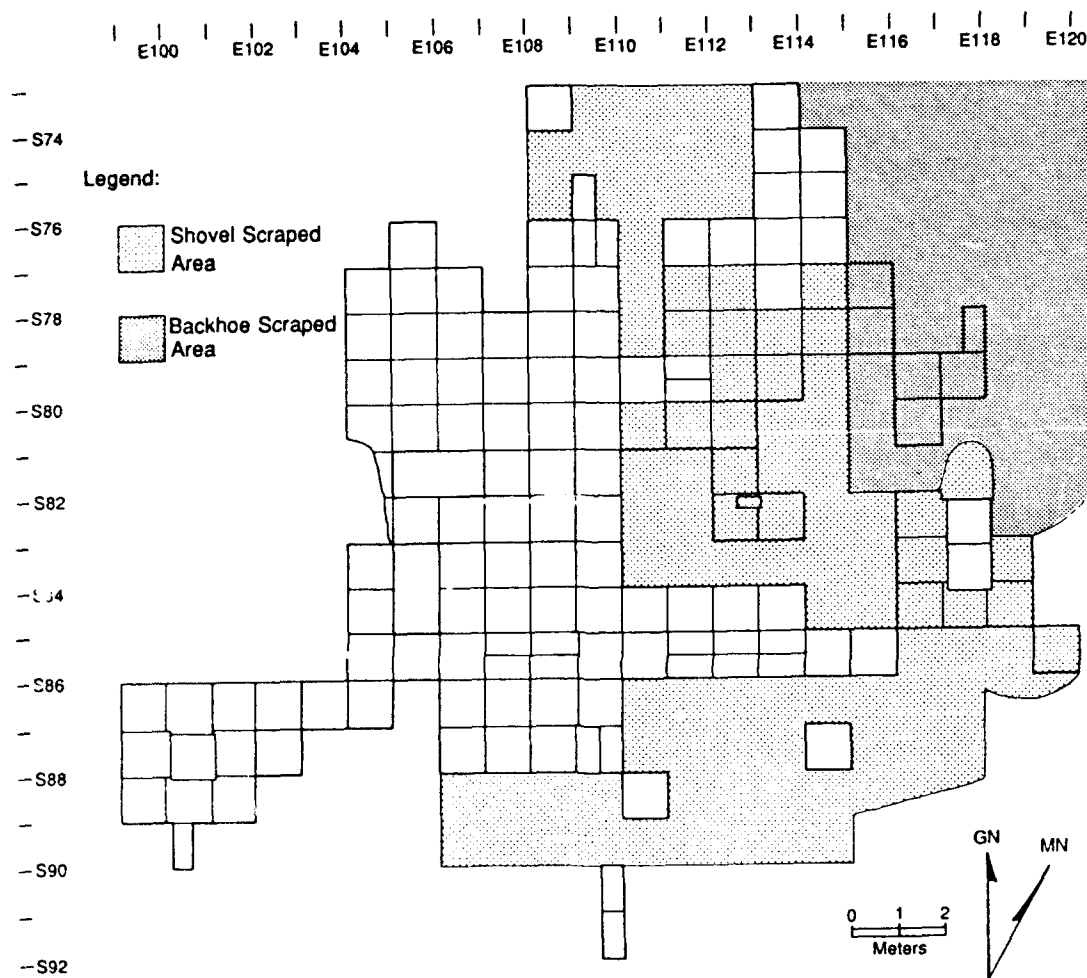 E100 E102 E104 E106 E108 E110 E112 E114 E116 E118 E120
S74
Legend:
S76
Shovel Scraped
Area
S78
Backhoe Scraped
Area
S80
S82
S86
S88
GN MN
S90
0 1 2
Meters
S92